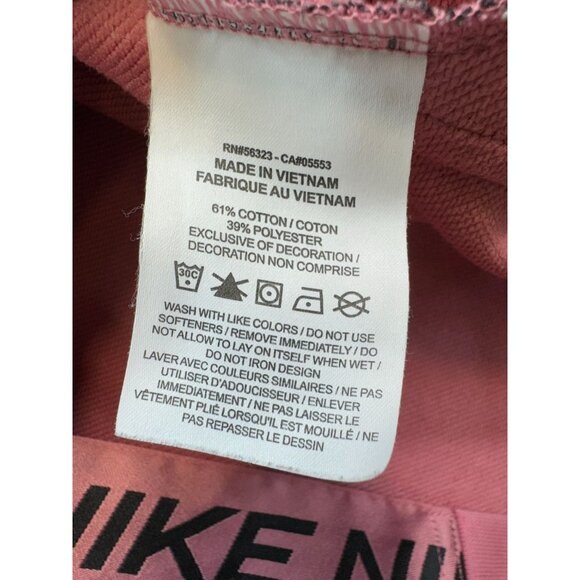 RN#56323 - CA#05553
MADE IN VIETNAM
FABRIQUE AU VIETNAM
61% COTTON / COTON
39% POLYESTER
EXCLUSIVE OF DECORATION /
DECORATION NON COMPRISE
30C
WASH WITH LIKE COLORS / DO NOT USE
SOFTENERS / REMOVE IMMEDIATELY / DO
NOT ALLOW TO LAY ON ITSELF WHEN WET /
DO NOT IRON DESIGN
LAVER AVEC COULEURS SIMILAIRES / NE PAS
UTILISER D'ADOUCISSEUR / ENLEVER
IMMEDIATEMENT / NE PAS LAISSER LE
VÊTEMENT PLIÉ LORSQU'IL EST MOUILLÉ / NE
PAS REPASSER LE DESSIN
NIKE NI